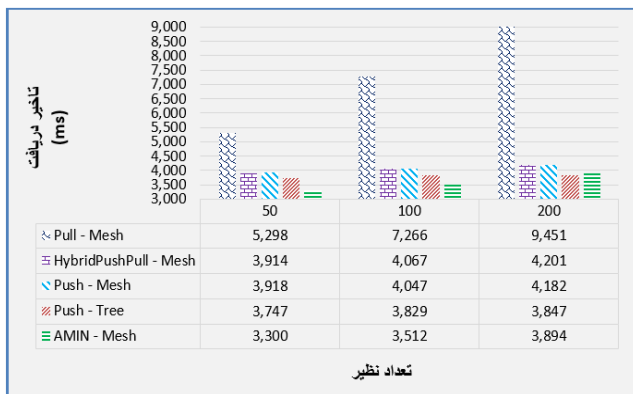 تاخیر دریافت
(ms)
9,000
8,500
8,000
7,500
7,000
6,500
6,000
5,500
5,000
4,500
4,000
3,500
3,000
50 100 200
Pull - Mesh 5,298 7,266 9,451
HybridPushPull - Mesh 3,914 4,067 4,201
Push - Mesh 3,918 4,047 4,182
Push - Tree 3,747 3,829 3,847
AMIN - Mesh 3,300 3,512 3,894
تعداد نظیر